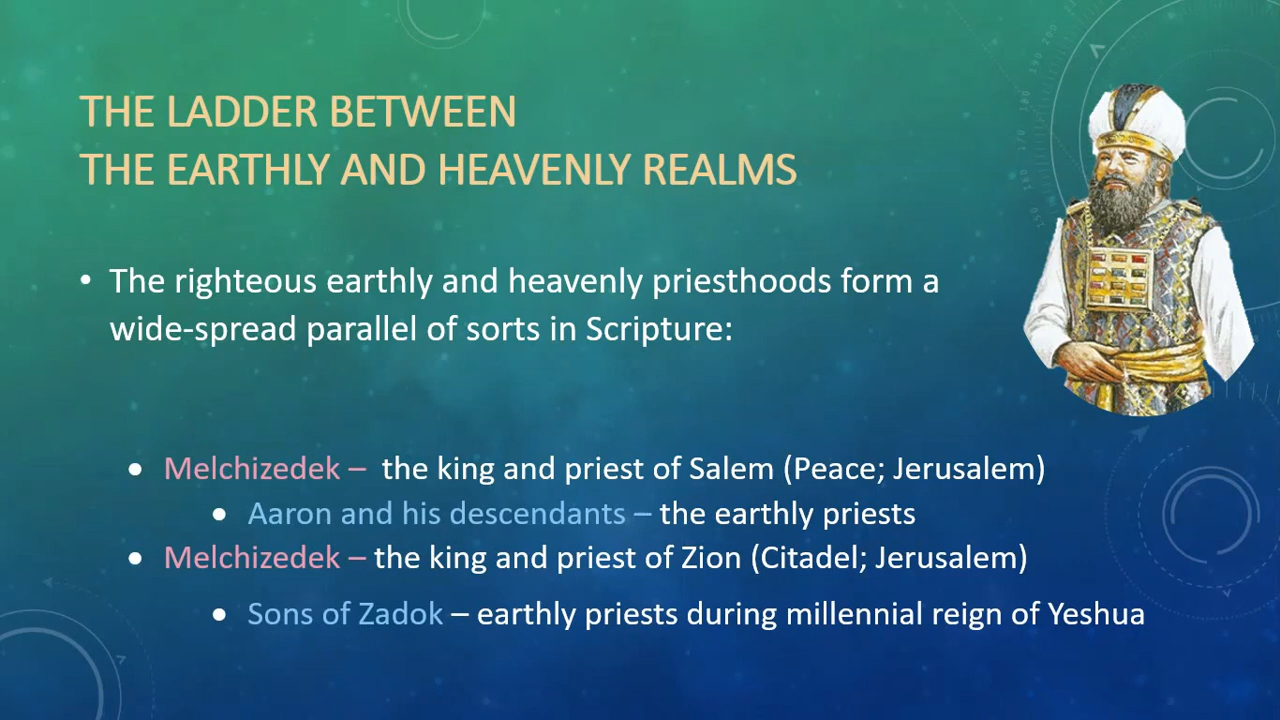 THE LADDER BETWEEN
THE EARTHLY AND HEAVENLY REALMS
• The righteous earthly and heavenly priesthoods form a
wide-spread parallel of sorts in Scripture:
• Melchizedek – the king and priest of Salem (Peace; Jerusalem)
• Aaron and his descendants – the earthly priests
• Melchizedek – the king and priest of Zion (Citadel; Jerusalem)
• Sons of Zadok – earthly priests during millennial reign of Yeshua